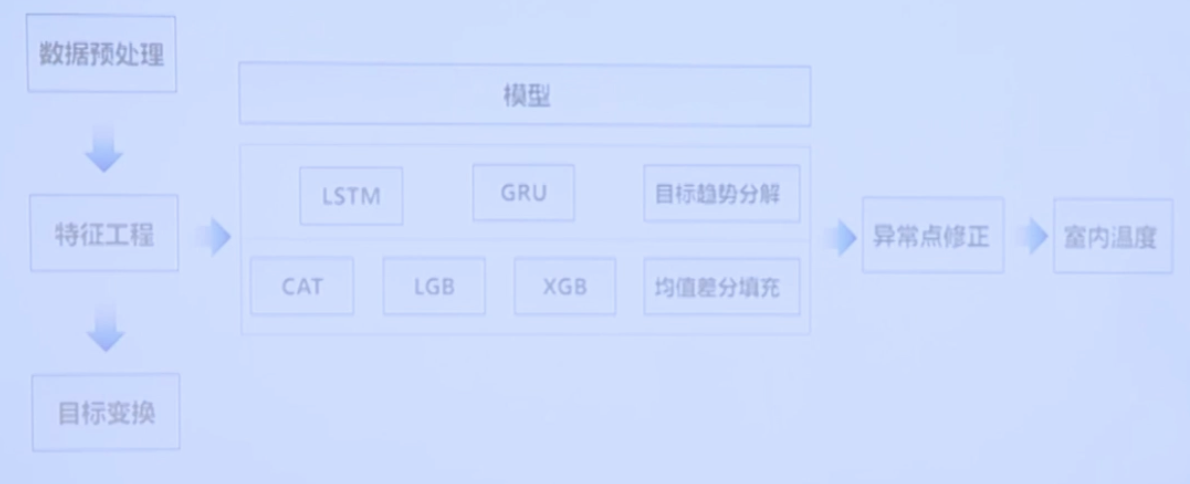 数据预处理
模型
LSTM
GRU
目标趋势分解
特征工程
异常点修正
室内温度
CAT
LGB
XGB
均值差分填充
目标变换